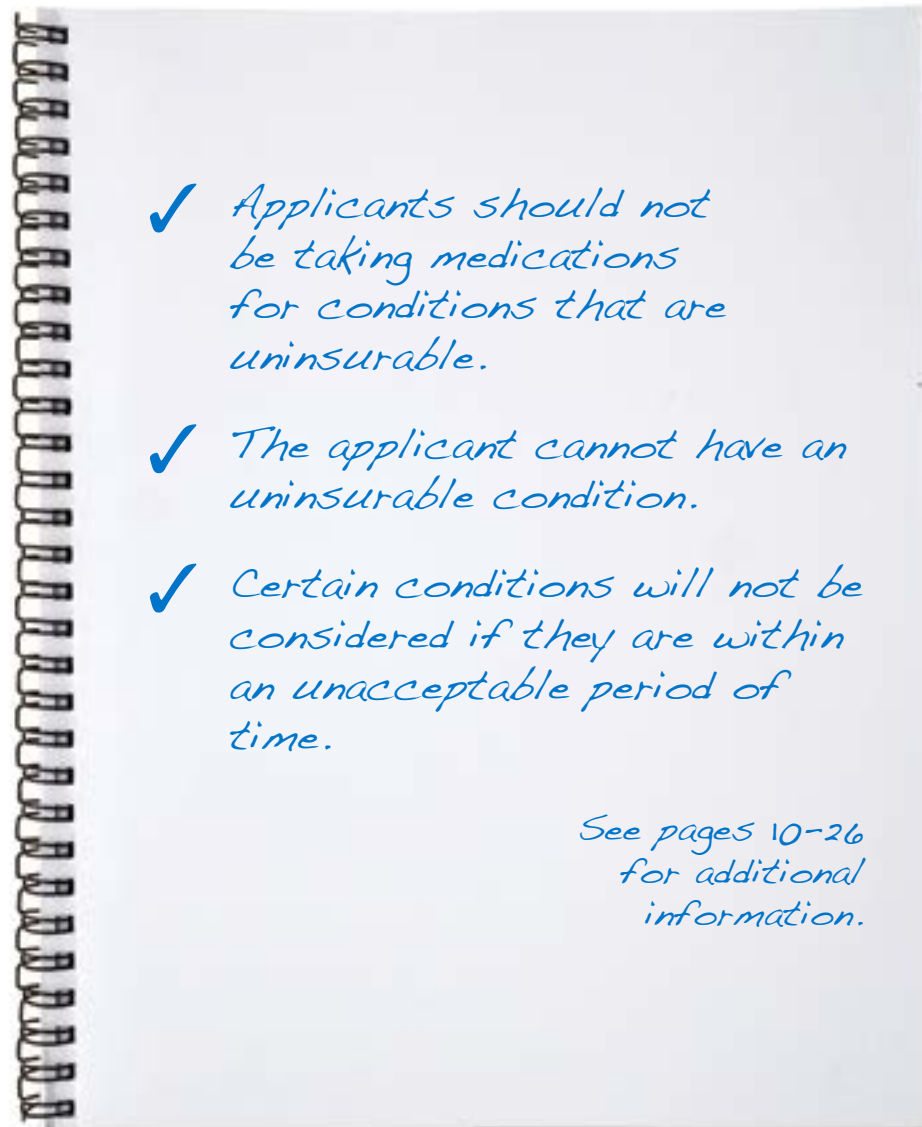 ✓ Applicants should not
be taking medications
for conditions that are
uninsurable.
✓ The applicant cannot have an
uninsurable condition.
✓ Certain conditions will not be
considered if they are within
an unacceptable period of
time.
See pages 10-26
for additional
information.